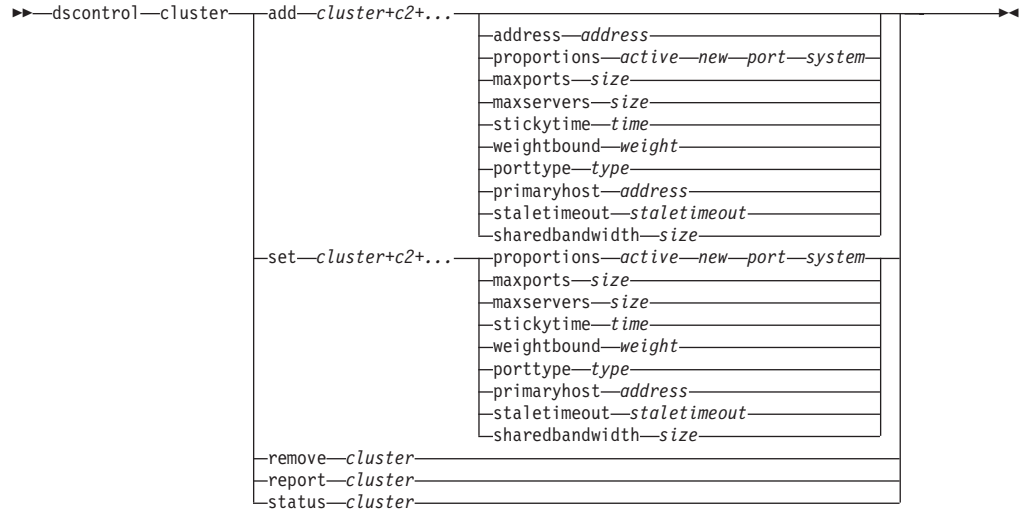 dscontrol cluster add cluster+c2+...
address address
proportions active new port system
maxports size
maxservers size
stickytime time
weightbound weight
porttype type
primaryhost address
staletimeout staletimeout
sharedbandwidth size
set cluster+c2+... proportions active new port system
maxports size
maxservers size
stickytime time
weightbound weight
porttype type
primaryhost address
staletimeout staletimeout
sharedbandwidth size
remove cluster
report cluster
status cluster